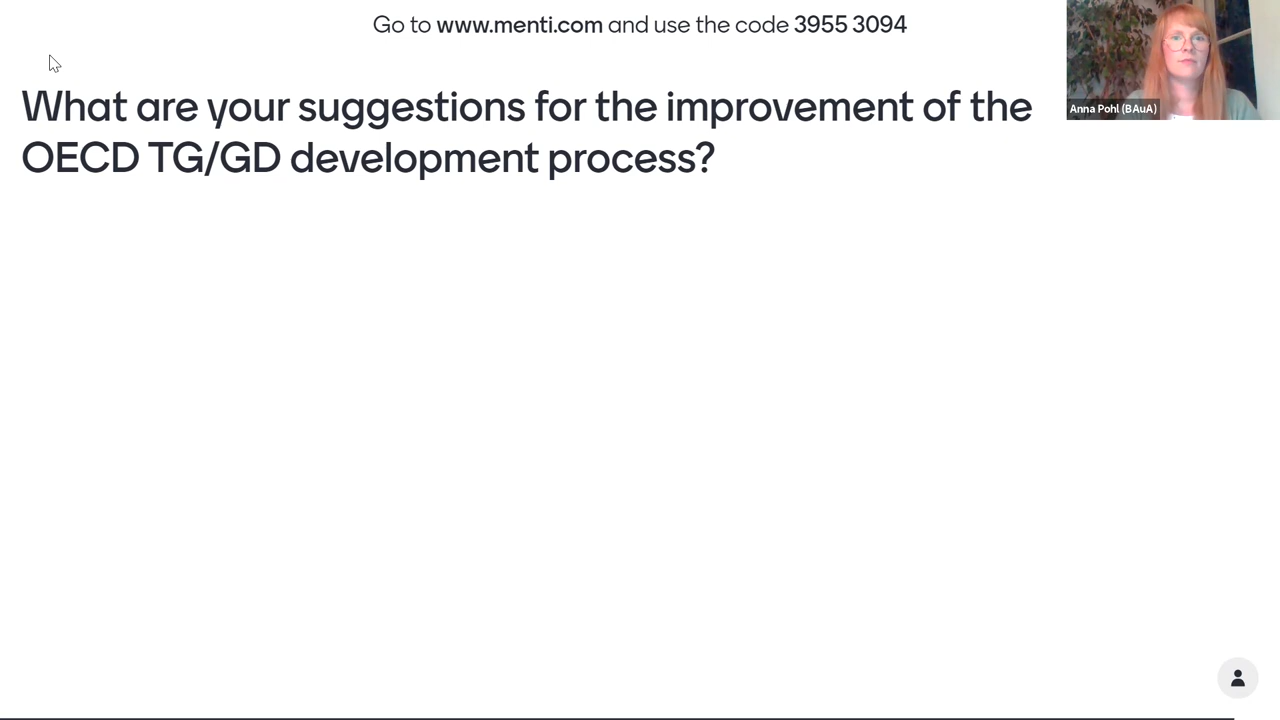 Go to www.menti.com and use the code 3955 3094
What are your suggestions for the improvement of the
OECD TG/GD development process?
Anna Pohl (BAuA)